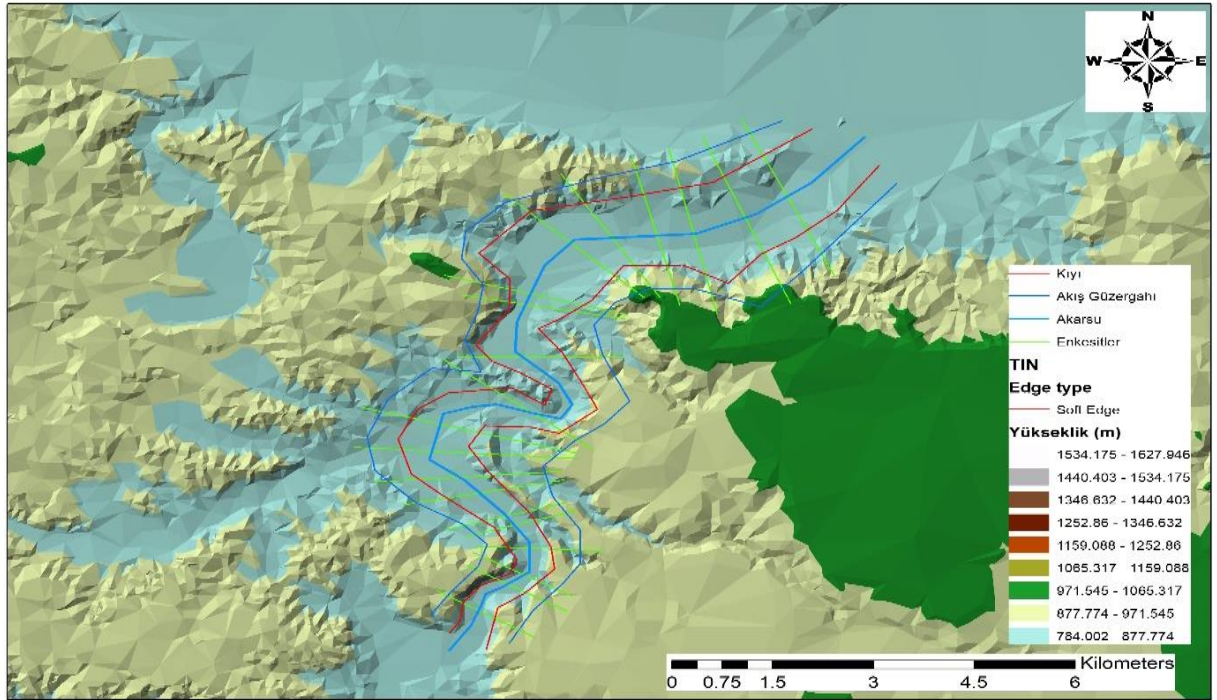 N
W E
S
Kıyı
Akış Güzergahı
Akarsu
Enkesitler
TIN
Edge type
Soft Edge
Yükseklik (m)
1534.175 - 1627.946
1440.403 - 1534.175
1346.632 - 1440.403
1252.86 - 1346.632
1159.088 - 1252.86
1065.317 1159.088
971.545 - 1065.317
877.774 - 971.545
784.002 877.774
Kilometers
0 0.75 1.5 3 4.5 6